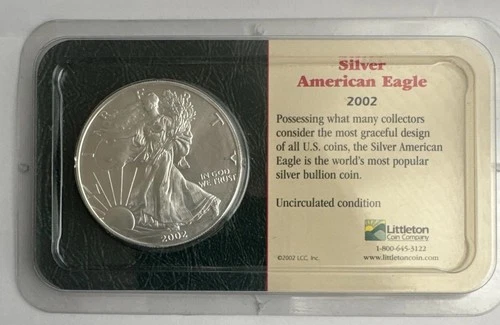 LIBERTY
IN GOD
WE TRUST
2002
Silver
American Eagle
2002
Possessing what many collectors
consider the most graceful design
of all U.S. coins, the Silver American
Eagle is the world's most popular
silver bullion coin.
Uncirculated condition
Littleton
Coin Company
1-800-645-3122
©2002 LCC, Inc.
www.littletoncoin.com